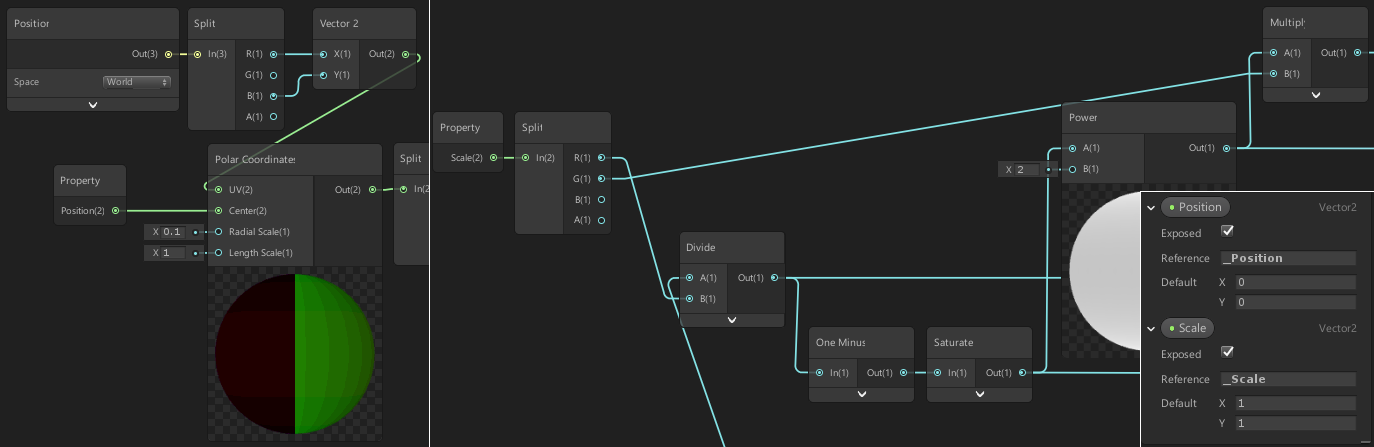 Position
Out(3)
Space
World
Split
In(3)
R(1)
G(1)
B(1)
A(1)
Vector 2
X(1)
Y(1)
Out(2)
Property
Position(2)
Polar Coordinates
UV(2)
Out(2)
Center(2)
X 0.1
Radial Scale(1)
X 1
Length Scale(1)
Split
In(2
Property
Scale(2)
Split
In(2)
R(1)
G(1)
B(1)
A(1)
Divide
A(1)
Out(1)
B(1)
One Minus
In(1)
Out(1)
Saturate
In(1)
Out(1)
Power
A(1)
Out(1)
X 2
B(1)
Multiply
A(1)
Out(1)
B(1)
Position
Vector2
Exposed
Reference
_Position
Default
X 0
Y 0
Scale
Vector2
Exposed
Reference
_Scale
Default
X 1
Y 1